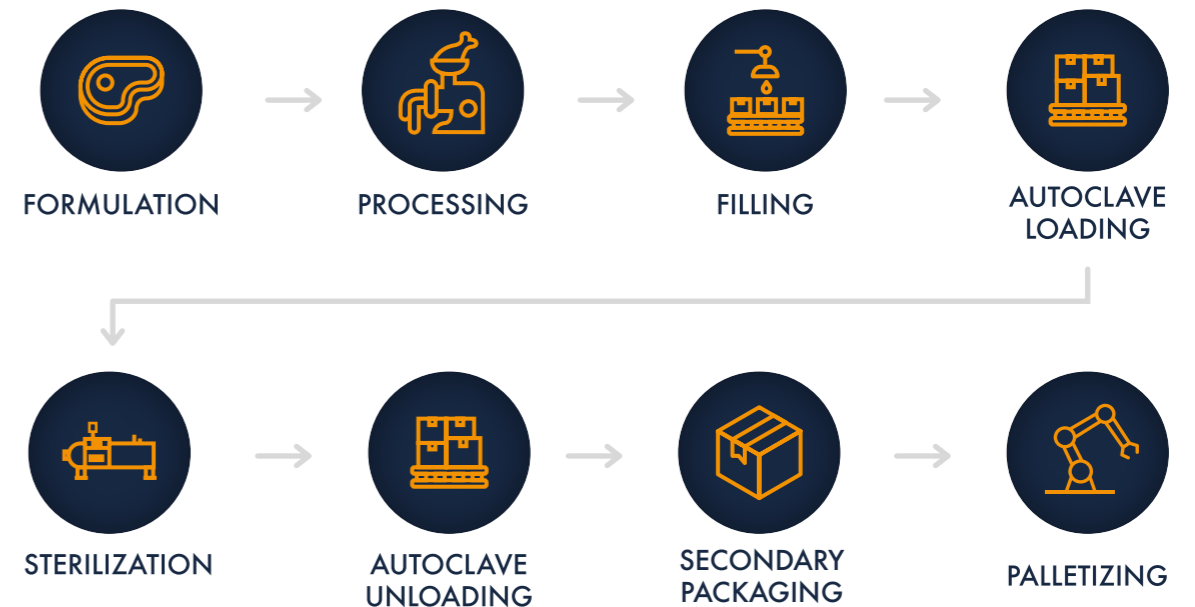 FORMULATION
PROCESSING
FILLING
AUTOCLAVE
LOADING
STERILIZATION
AUTOCLAVE
UNLOADING
SECONDARY
PACKAGING
PALLETIZING